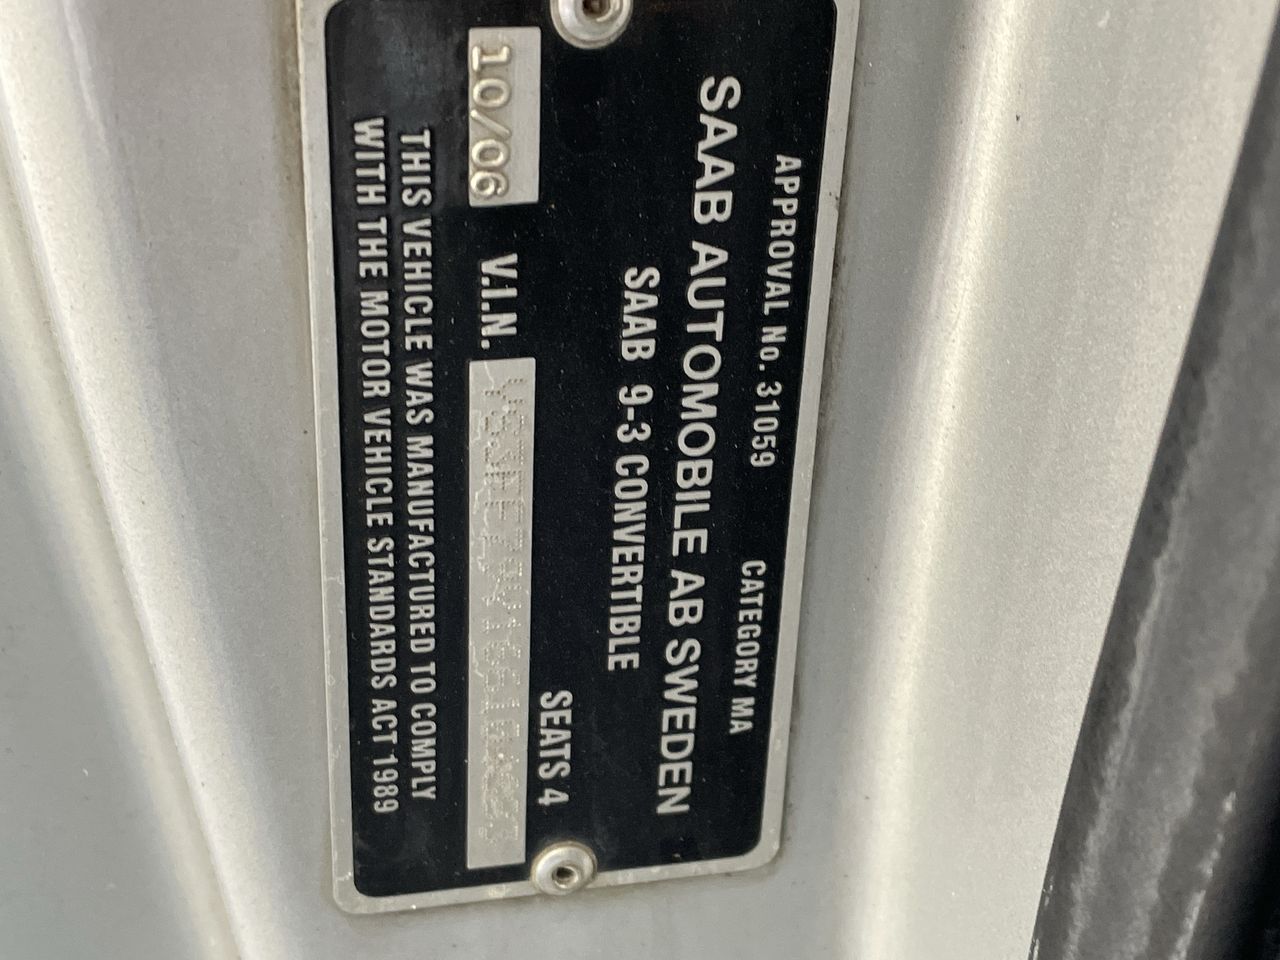 APPROVAL No. 31059 CATEGORY MA
SAAB AUTOMOBILE AB SWEDEN
SAAB 9-3 CONVERTIBLE
SEATS 4
10/06 V.I.N.
THIS VEHICLE WAS MANUFACTURED TO COMPLY
WITH THE MOTOR VEHICLE STANDARDS ACT 1989